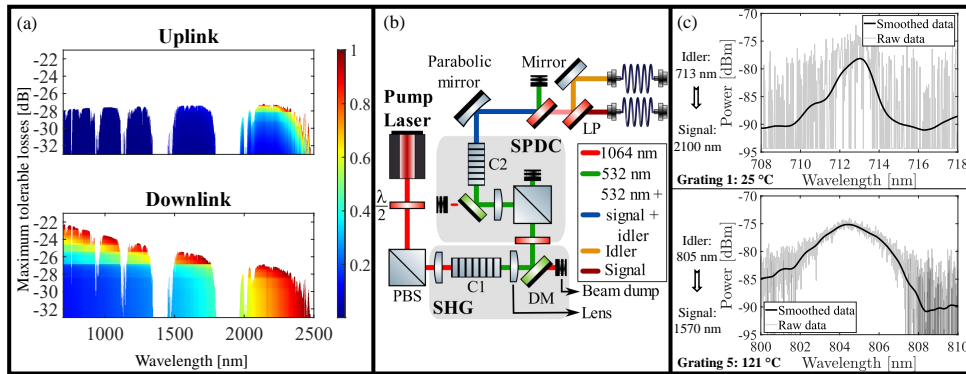 (a)
Uplink
-22
-24
-26
-28
-30
-32
Downlink
-22
-24
-26
-28
-30
-32
Maximum tolerable losses [dB]
1000
1500
2000
2500
Wavelength [nm]
1
0.8
0.6
0.4
0.2
(b)
Parabolic
mirror
Mirror
Pump
Laser
LP
SPDC
C2
λ/2
PBS
C1
SHG
DM
1064 nm
532 nm
532 nm +
signal +
idler
Idler
Signal
Beam dump
Lens
(c)
Idler:
713 nm
Signal:
2100 nm
Power [dBm]
-70
-75
-80
-85
-90
-95
Smoothed data
Raw data
708
710
712
714
716
718
Wavelength [nm]
Grating 1: 25 °C
Idler:
805 nm
Signal:
1570 nm
Power [dBm]
-70
-75
-80
-85
-90
-95
Smoothed data
Raw data
800
802
804
806
808
810
Wavelength [nm]
Grating 5: 121 °C